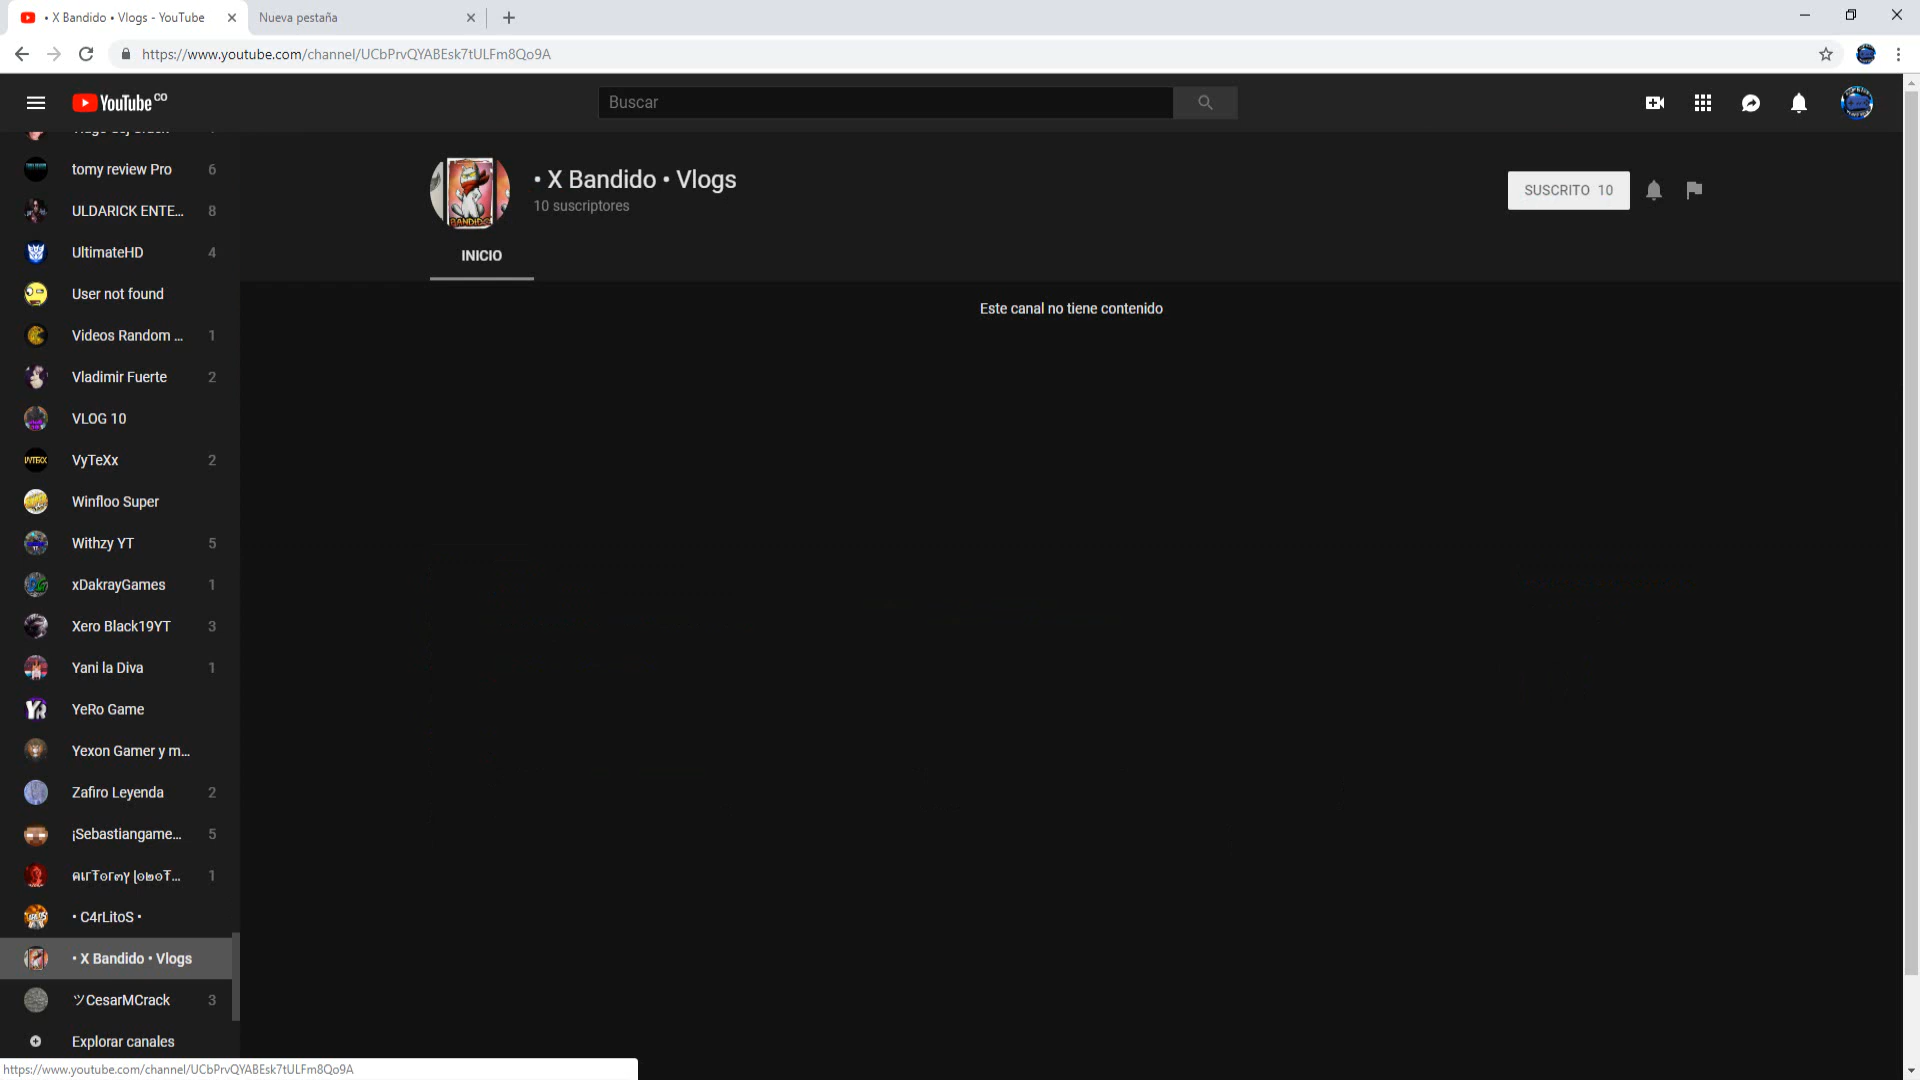 • X Bandido • Vlogs - YouTube
Nueva pestaña
https://www.youtube.com/channel/UCbPrvQYABEsk7tULFm8Qo9A
YouTube CO
Buscar
tomy review Pro 6
ULDARICK ENTE... 8
UltimateHD 4
User not found
Videos Random ... 1
Vladimir Fuerte 2
VLOG 10
VyTeXx 2
Winfloo Super
Withzy YT 5
xDakrayGames 1
Xero Black19YT 3
Yani la Diva 1
YeRo Game
Yexon Gamer y m...
Zafiro Leyenda 2
¡Sebastiangame... 5
1
• C4rLitoS •
• X Bandido • Vlogs
ツCesarMCrack 3
Explorar canales
• X Bandido • Vlogs
10 suscriptores
SUSCRITO 10
INICIO
BANDIDO
Este canal no tiene contenido
https://www.youtube.com/channel/UCbPrvQYABEsk7tULFm8Qo9A